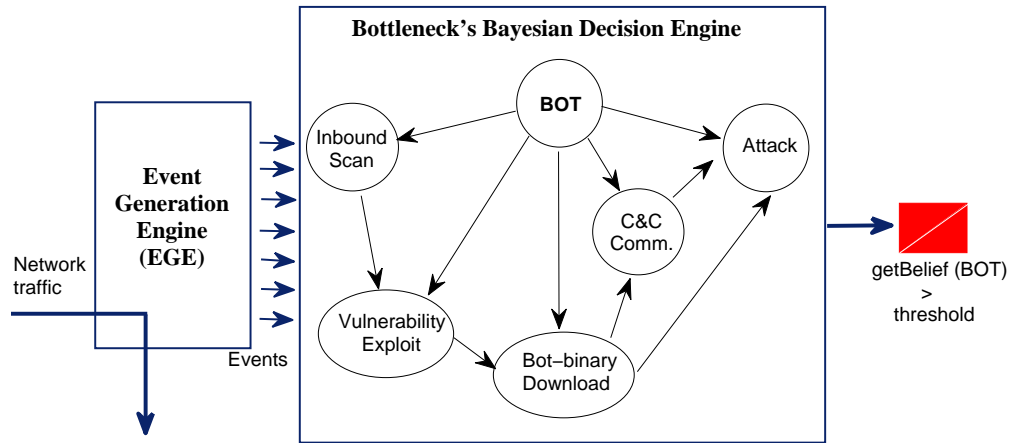 Bottleneck's Bayesian Decision Engine
BOT
Inbound
Scan
Attack
Event
Generation
Engine
(EGE)
C&C
Comm.
Network
traffic
getBelief (BOT)
>
threshold
Vulnerability
Exploit
Events
Bot–binary
Download